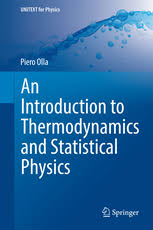 UNITEXT for Physics
Piero Olla
An
Introduction to
Thermodynamics
and Statistical
Physics
Springer